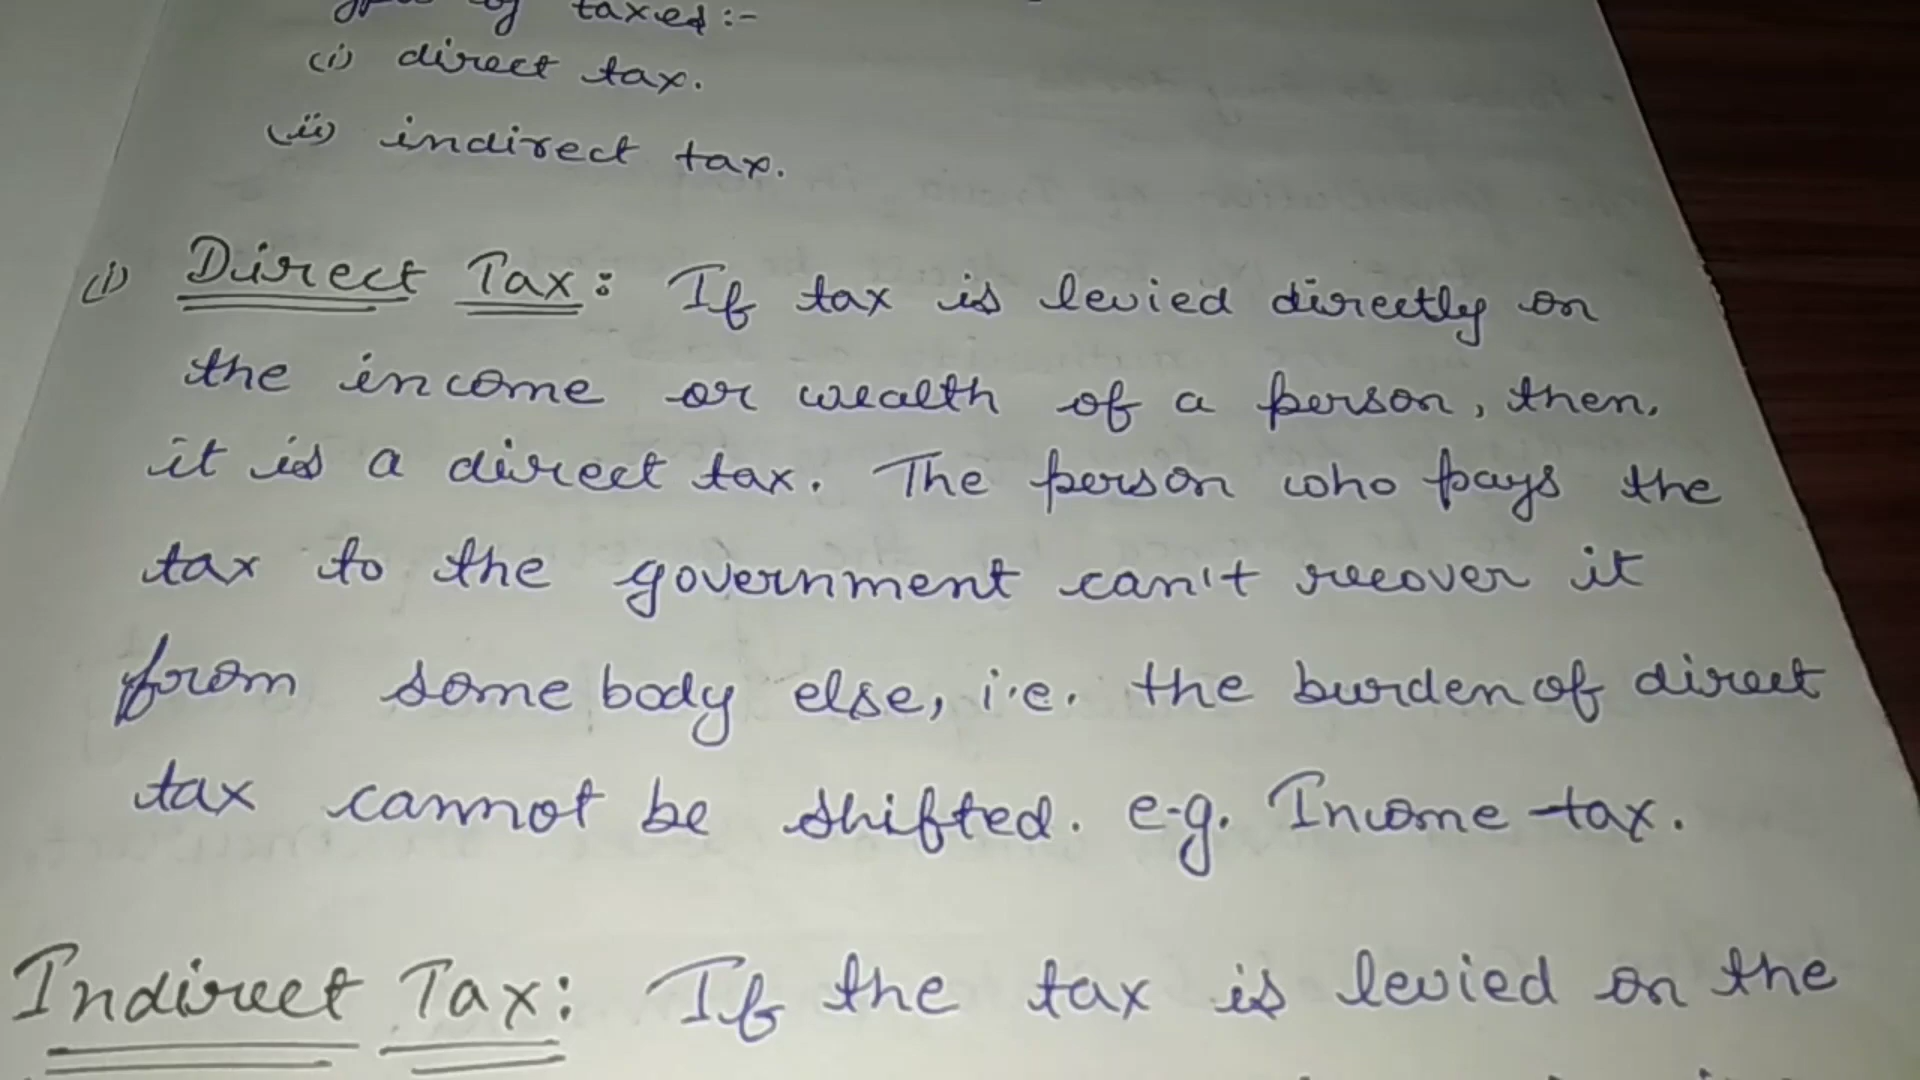 of taxes :-
(i) direct tax.
(ii) indirect tax.
(i) Direct Tax: If tax is levied directly on
the income or wealth of a person, then,
it is a direct tax. The person who pays the
tax to the government can't recover it
from some body else, i.e. the burden of direct
tax cannot be shifted. e.g. Income tax.
Indirect Tax: If the tax is levied on the